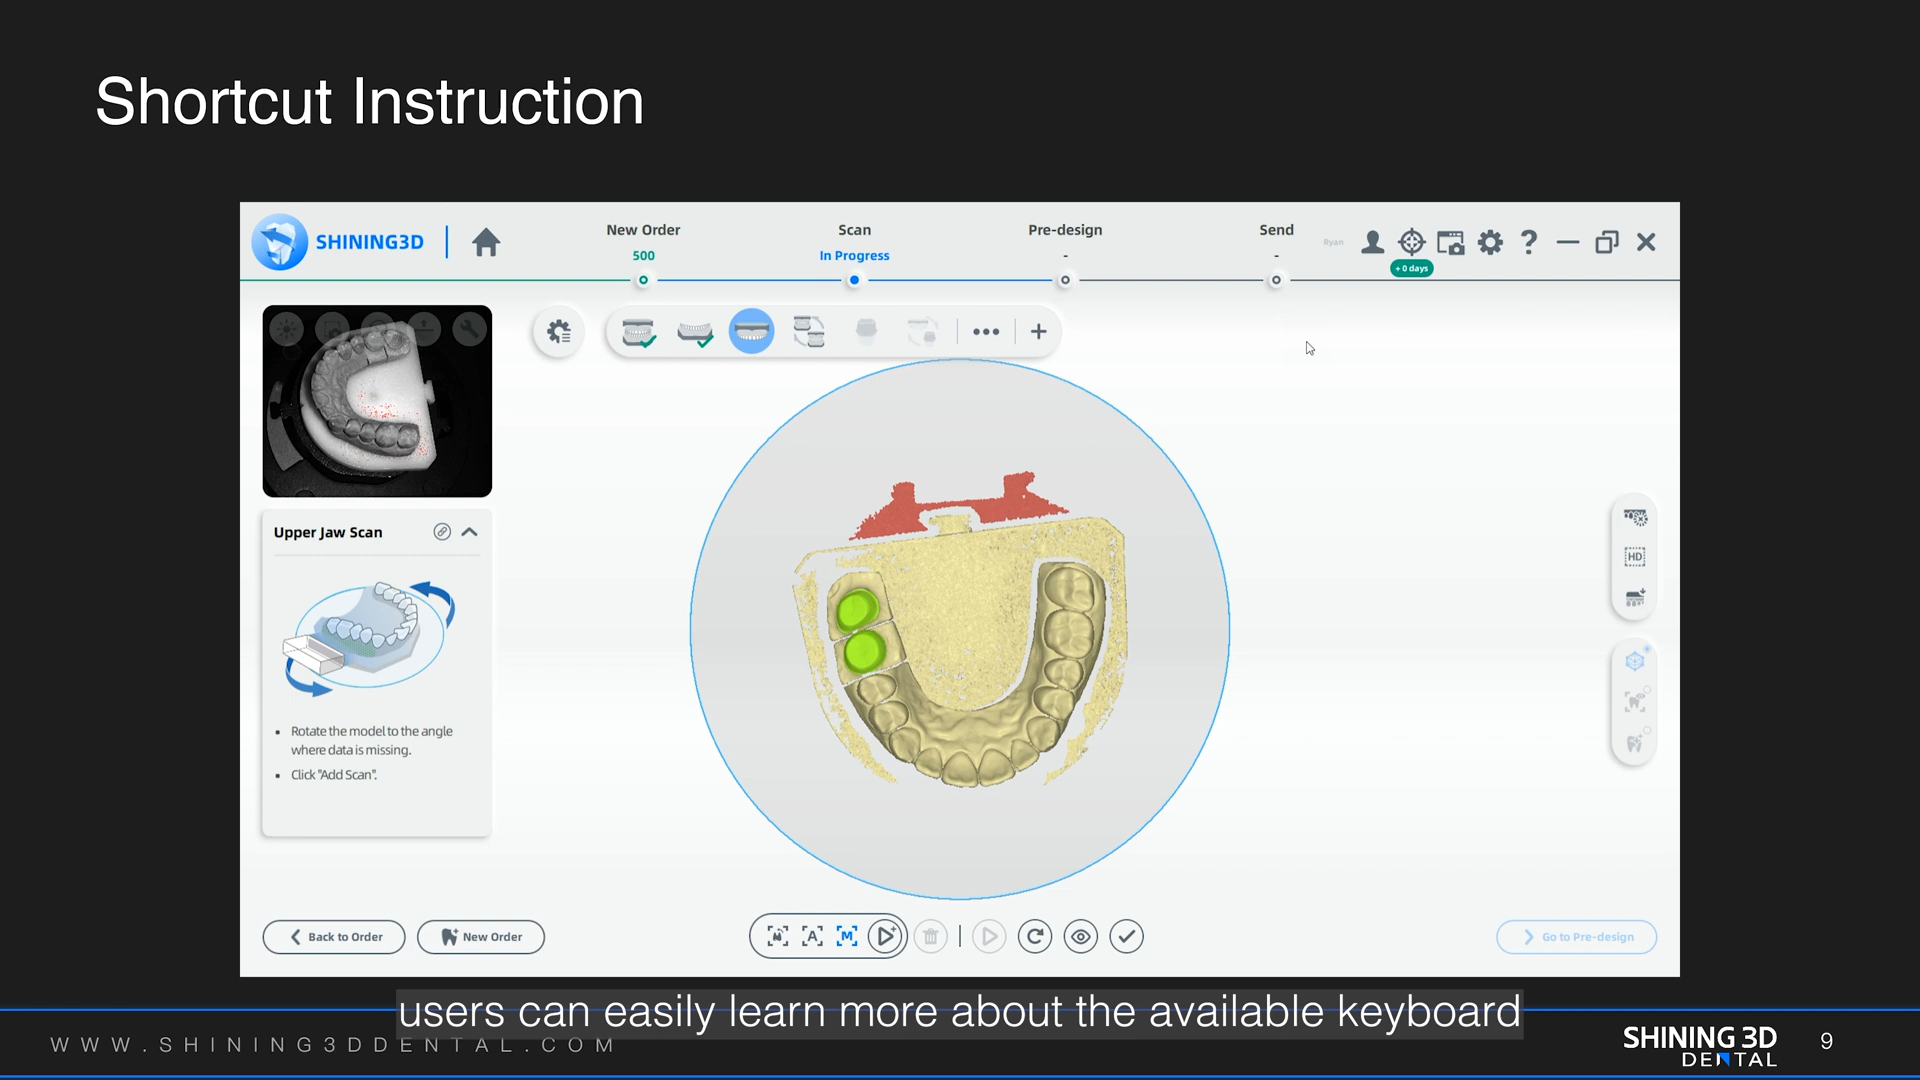 Shortcut Instruction
SHINING3D
New Order
500
Scan
In Progress
Pre-design
-
Send
-
Ryan
+ 0 days
?
Upper Jaw Scan
• Rotate the model to the angle
where data is missing.
• Click "Add Scan".
HD
Back to Order
New Order
A
M
Go to Pre-design
users can easily learn more about the available keyboard
WWW.SHINING3DDENTAL.COM
SHINING 3D
DENTAL
9